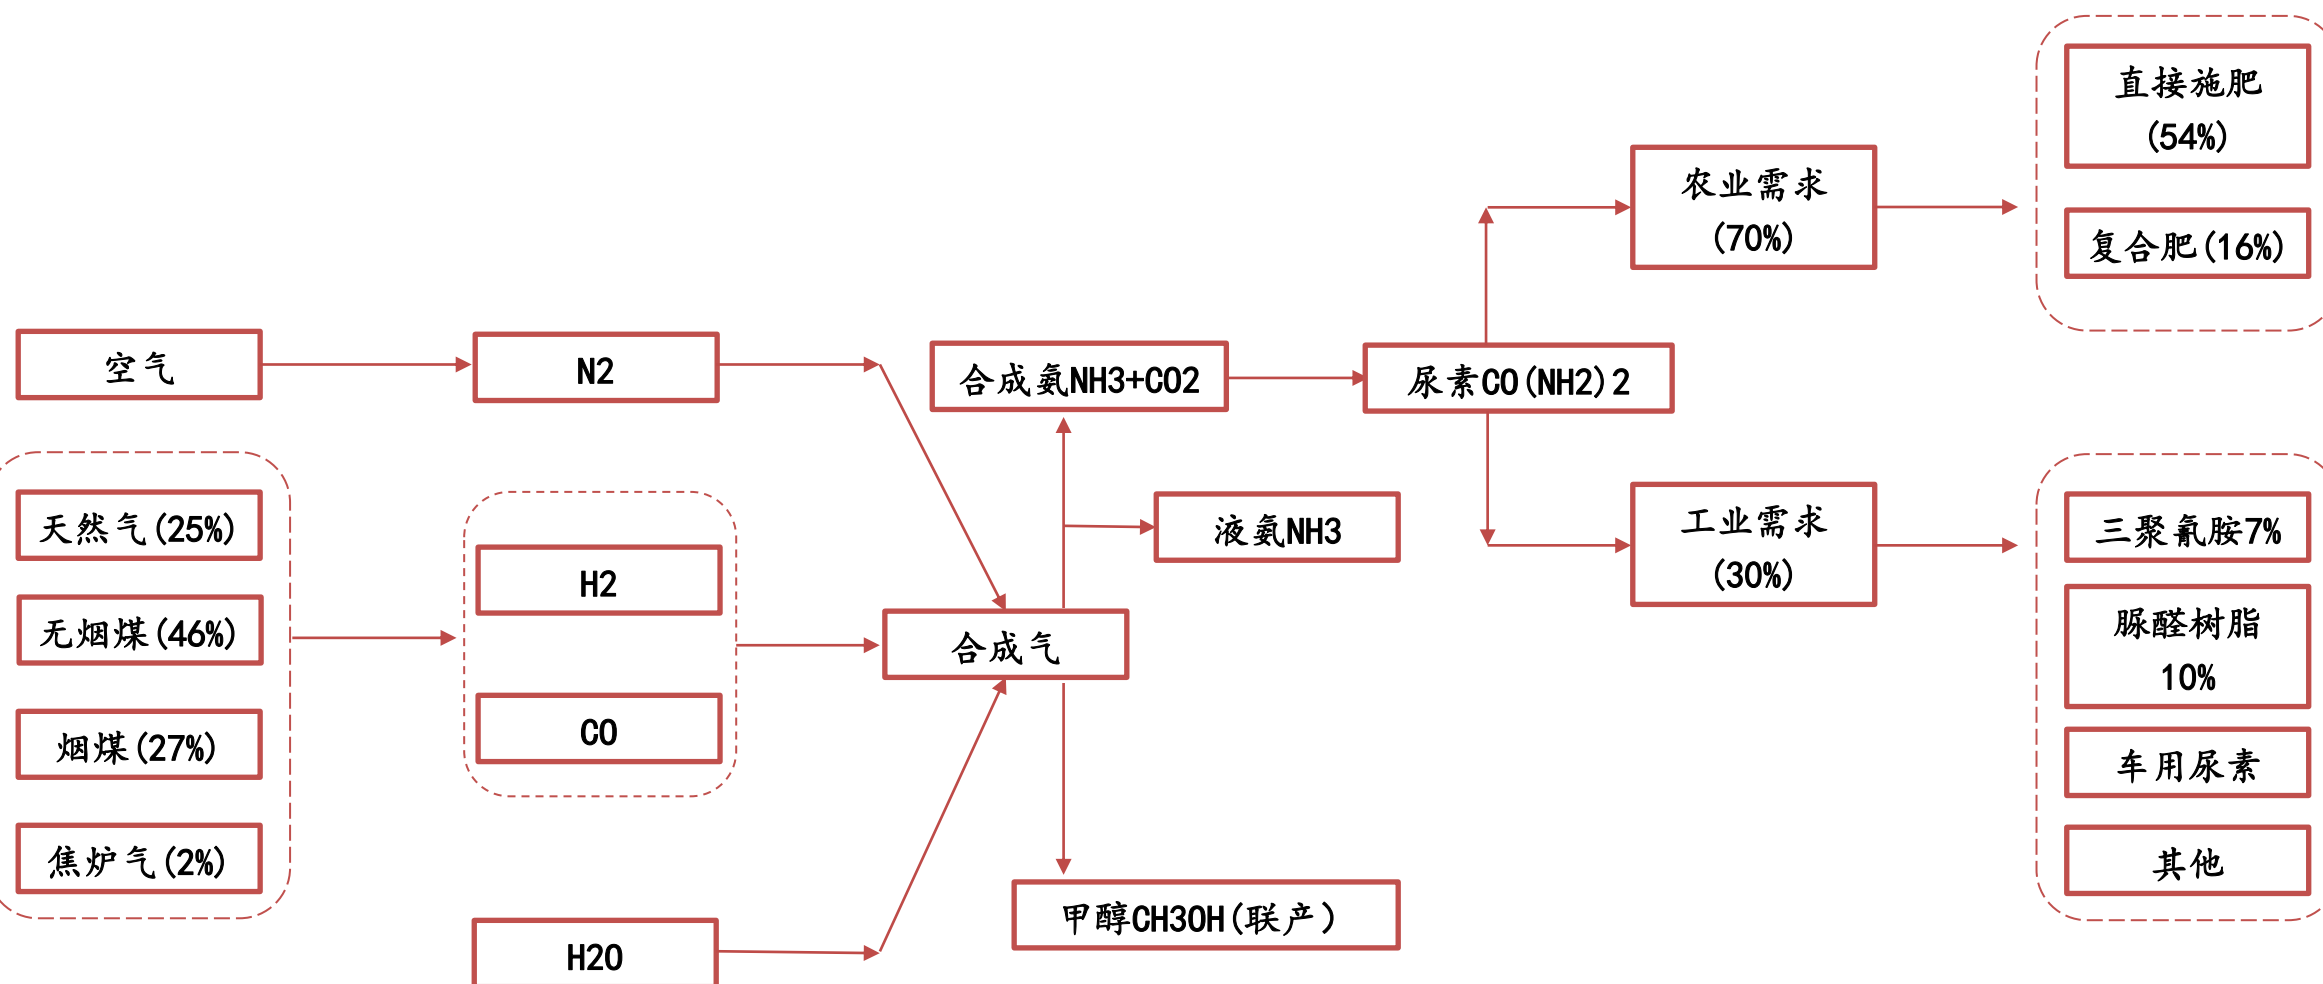 空气
天然气(25%)
无烟煤(46%)
烟煤(27%)
焦炉气(2%)
N2
H2
CO
H2O
合成氨NH3+CO2
液氨NH3
合成气
甲醇CH3OH(联产)
尿素CO(NH2)2
农业需求
(70%)
工业需求
(30%)
直接施肥
(54%)
复合肥(16%)
三聚氰胺7%
脲醛树脂
10%
车用尿素
其他